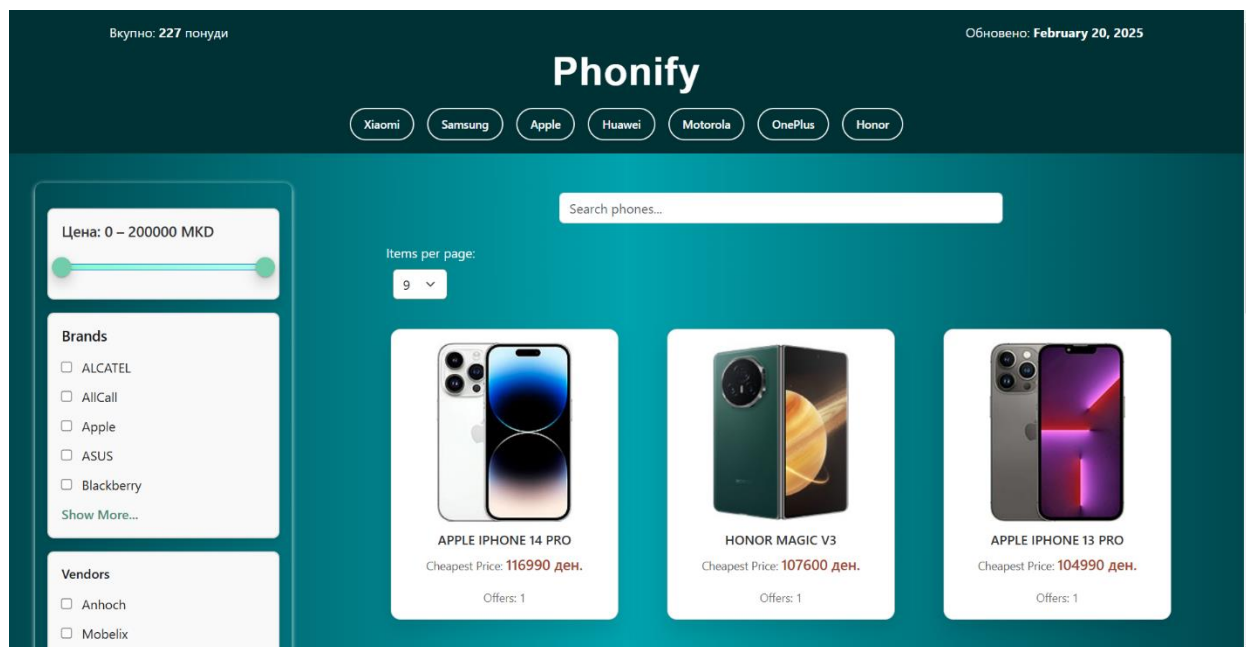 Вкупно: 227 понуди
Обновено: February 20, 2025
Phonify
Xiaomi Samsung Apple Huawei Motorola OnePlus Honor
Цена: 0 – 200000 MKD
Brands
ALCATEL
AllCall
Apple
ASUS
Blackberry
Show More...
Vendors
Anhoch
Mobelix
Search phones...
Items per page:
9
APPLE IPHONE 14 PRO
Cheapest Price: 116990 ден.
Offers: 1
HONOR MAGIC V3
Cheapest Price: 107600 ден.
Offers: 1
APPLE IPHONE 13 PRO
Cheapest Price: 104990 ден.
Offers: 1